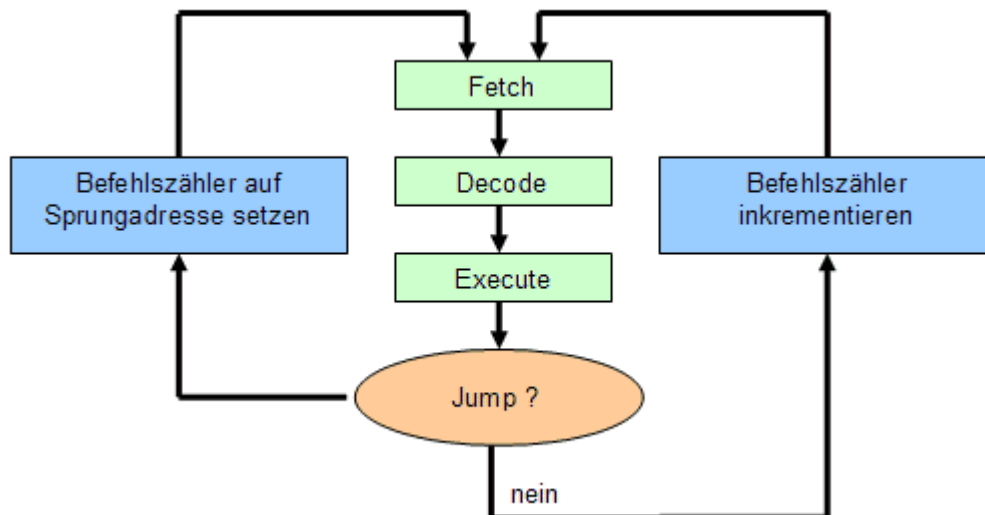 Fetch
Befehlszähler auf
Sprungadresse setzen
Decode
Befehlszähler
inkrementieren
Execute
Jump ?
nein